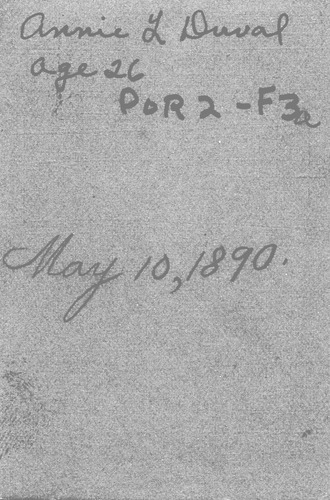 Annie L Duval
age 26
PoR 2 - F3a
May 10, 1890.